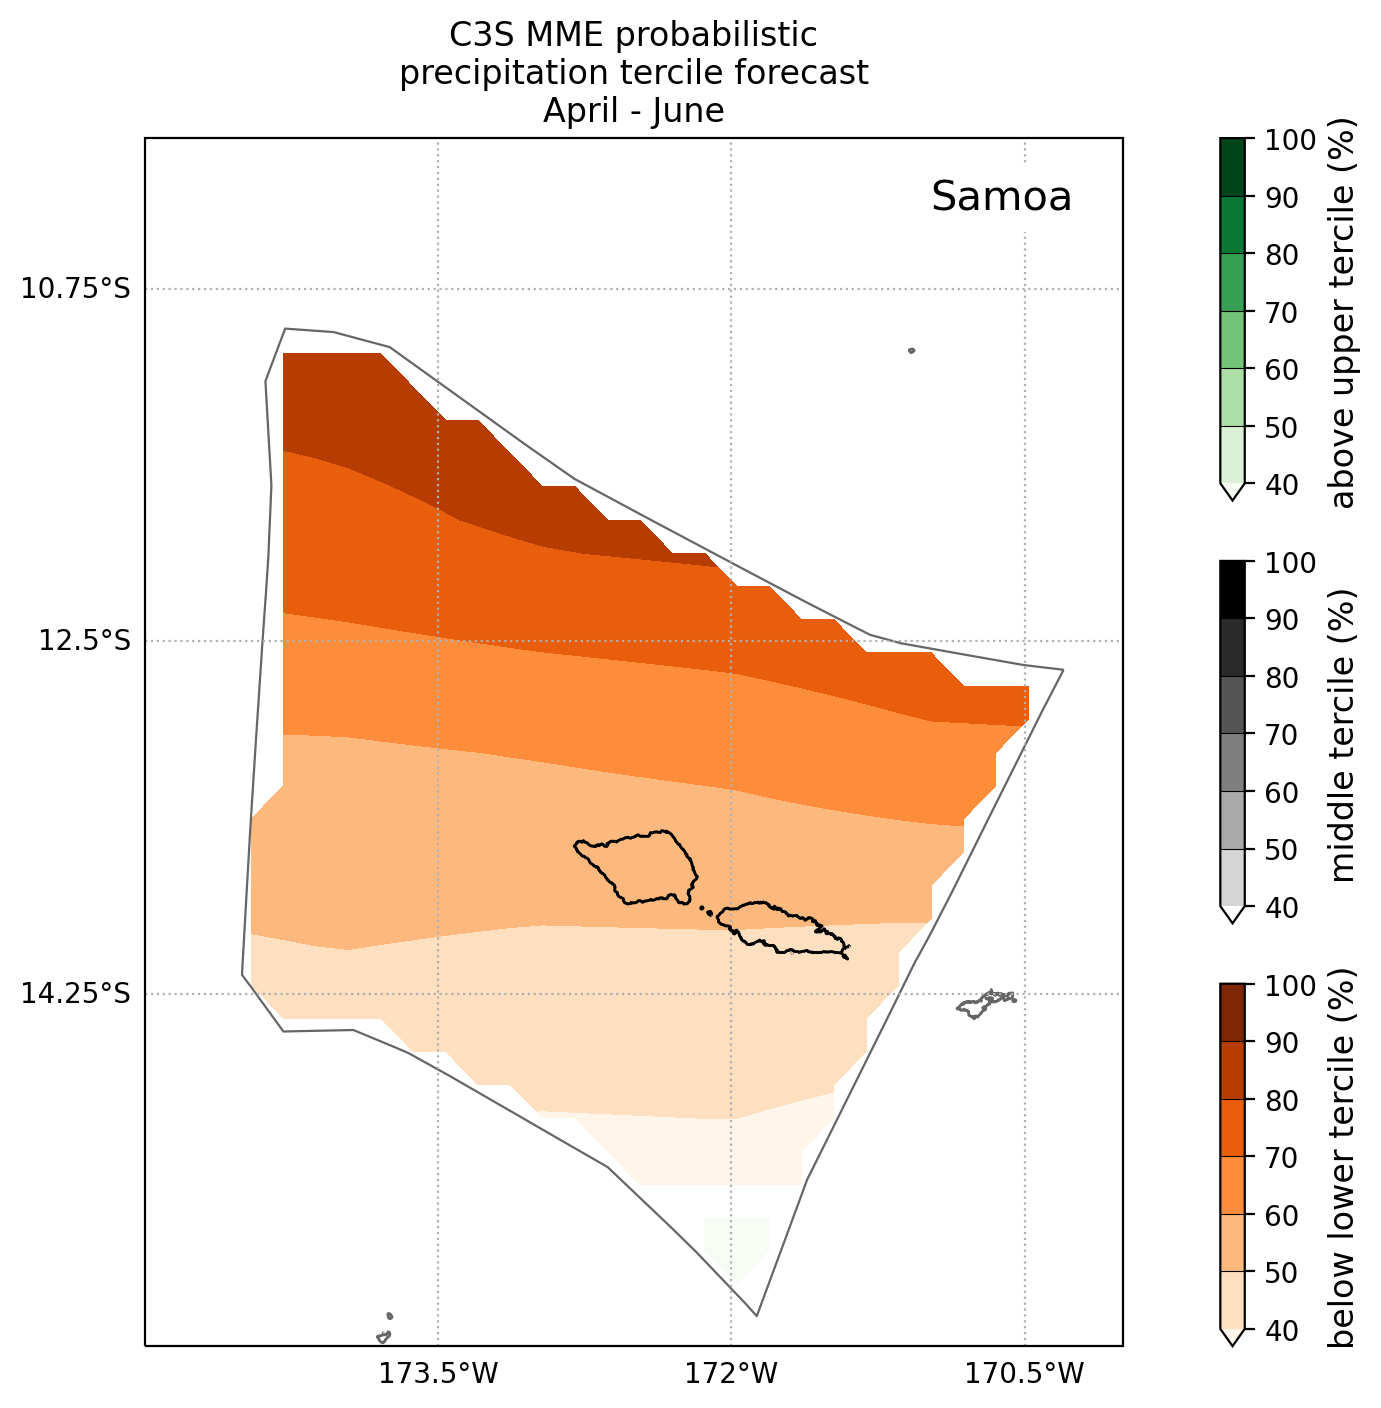 C3S MME probabilistic
precipitation tercile forecast
April - June
Samoa
10.75°S
12.5°S
14.25°S
173.5°W
172°W
170.5°W
100
90
80
70
60
50
40
above upper tercile (%)
100
90
80
70
60
50
40
middle tercile (%)
100
90
80
70
60
50
40
below lower tercile (%)